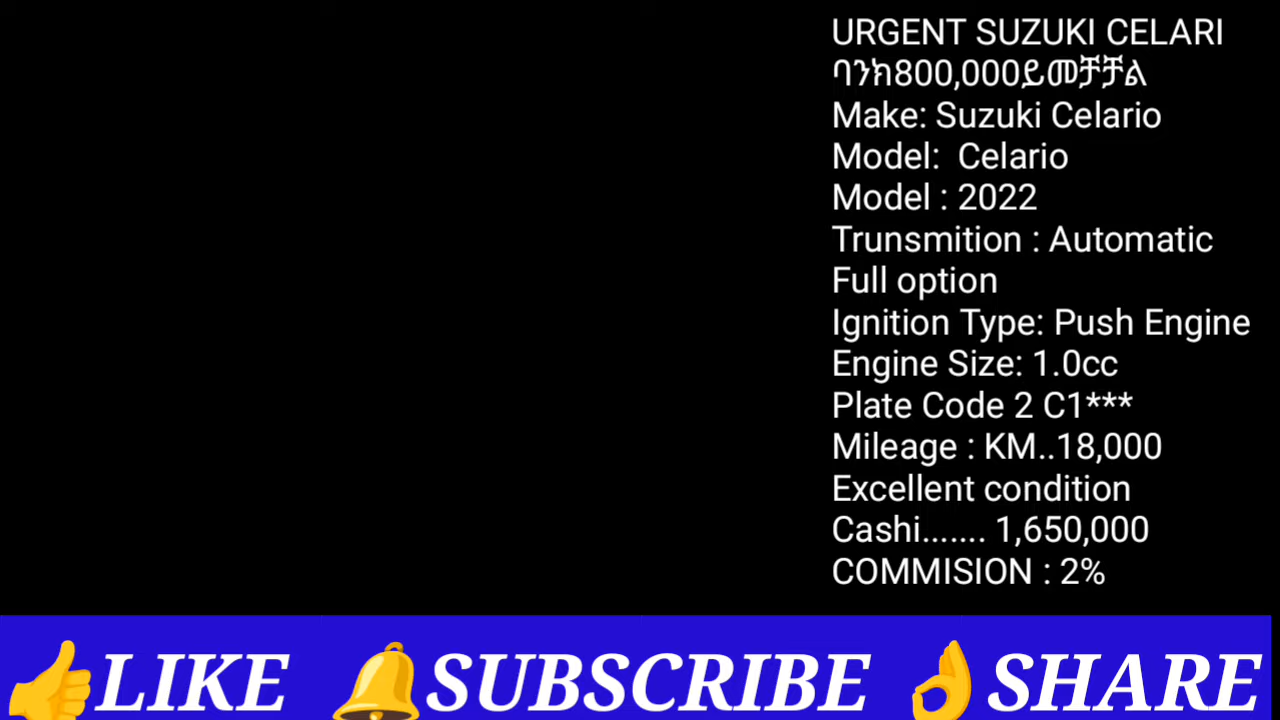 URGENT SUZUKI CELARI
ባንክ800,000ይመቻቻል
Make: Suzuki Celario
Model:  Celario
Model : 2022
Trunsmition : Automatic
Full option
Ignition Type: Push Engine
Engine Size: 1.0cc
Plate Code 2 C1***
Mileage : KM..18,000
Excellent condition
Cashi....... 1,650,000
COMMISION : 2%
👍LIKE 🔔SUBSCRIBE 👌SHARE